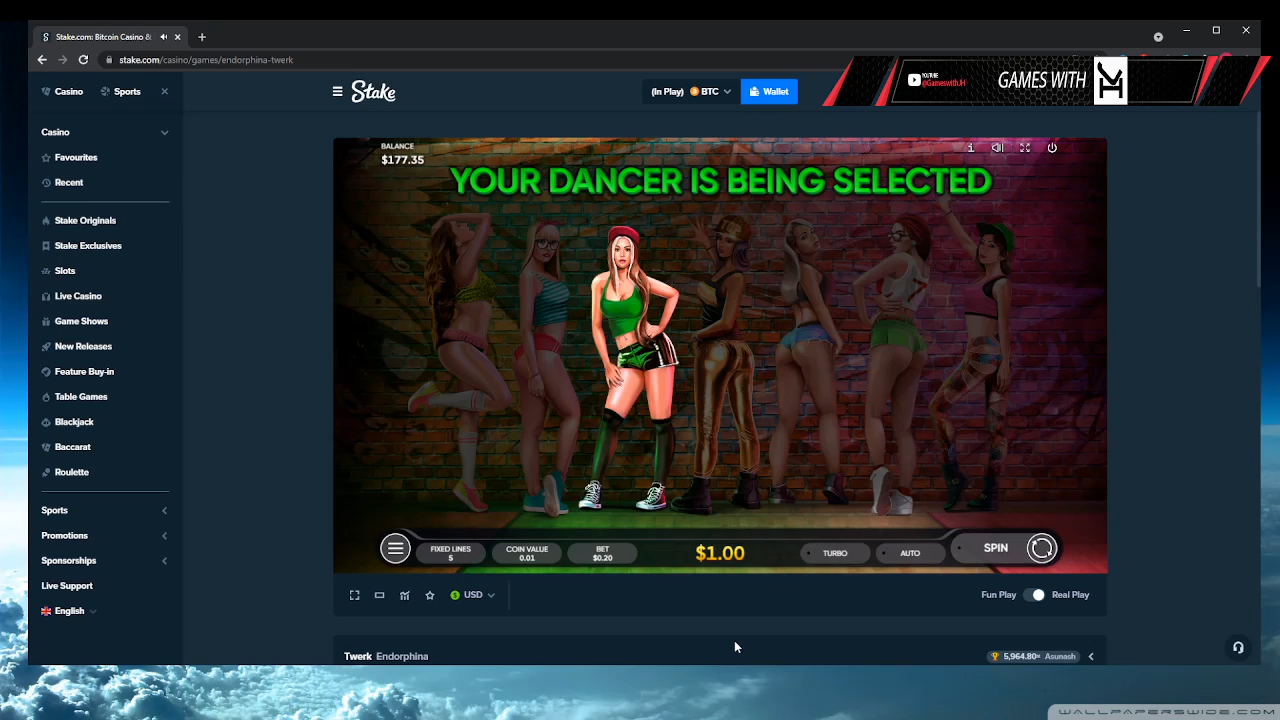 Stake.com: Bitcoin Casino &
stake.com/casino/games/endorphina-twerk
YOUTUBE
@GameswithJH
GAMES WITH
Casino
Sports
Stake
(In Play)
BTC
Wallet
Casino
Favourites
Recent
Stake Originals
Stake Exclusives
Slots
Live Casino
Game Shows
New Releases
Feature Buy-in
Table Games
Blackjack
Baccarat
Roulette
Sports
Promotions
Sponsorships
Live Support
English
BALANCE
$177.35
YOUR DANCER IS BEING SELECTED
FIXED LINES
5
COIN VALUE
0.01
BET
$0.20
$1.00
TURBO
AUTO
SPIN
USD
Fun Play
Real Play
Twerk Endorphina
5,964.80× Asunash
WALLPAPERSWIDE.COM